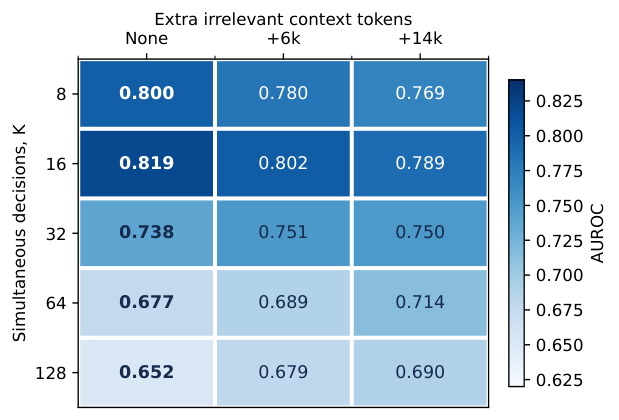 Extra irrelevant context tokens
None +6k +14k
8 0.800 0.780 0.769
16 0.819 0.802 0.789
32 0.738 0.751 0.750
64 0.677 0.689 0.714
128 0.652 0.679 0.690
Simultaneous decisions, K
0.825
0.800
0.775
0.750
0.725
0.700
0.675
0.650
0.625
AUROC